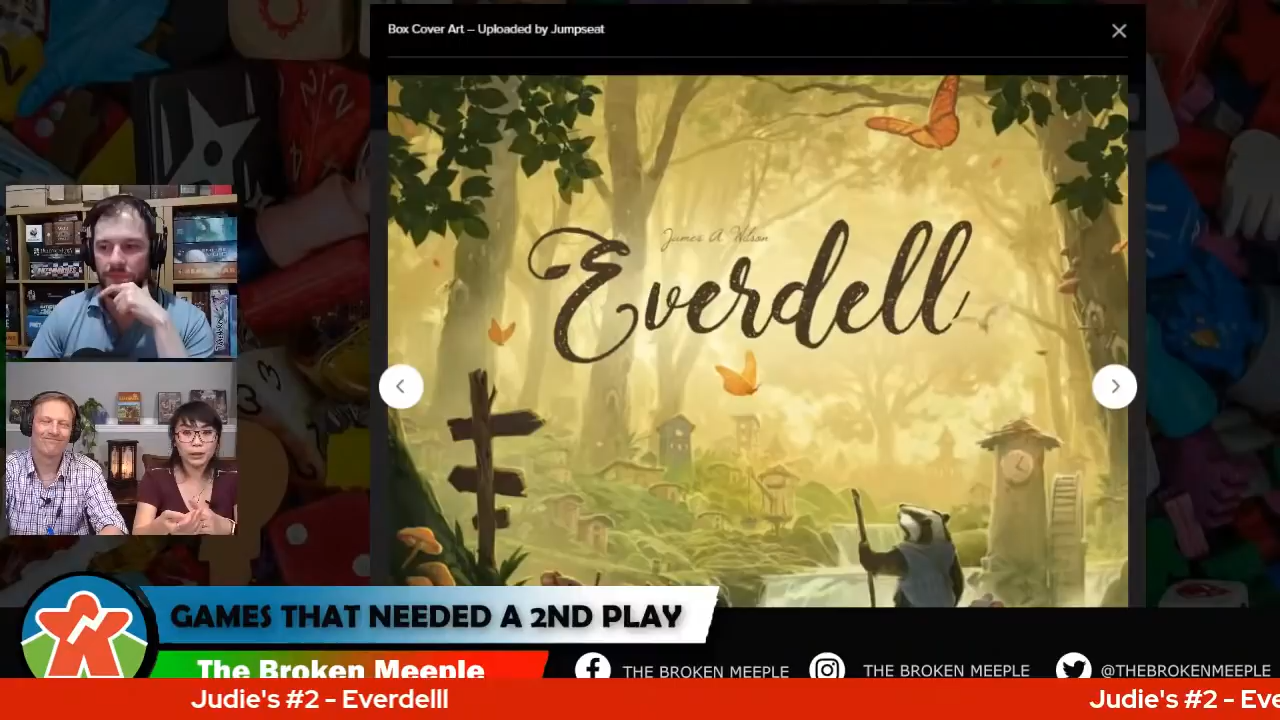 Box Cover Art – Uploaded by Jumpseat
James A Wilson
Everdell
GAMES THAT NEEDED A 2ND PLAY
The Broken Meeple
THE BROKEN MEEPLE
THE BROKEN MEEPLE
@THEBROKENMEEPLE
Judie's #2 - Everdelll
Judie's #2 - Eve